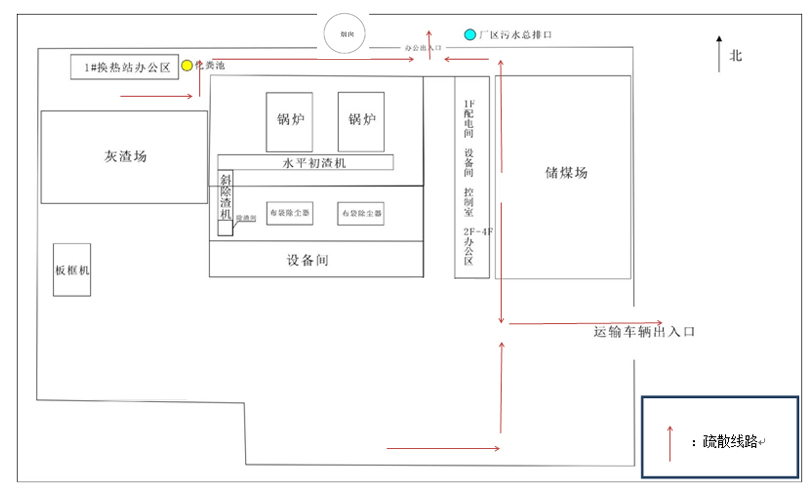 烟囱
厂区污水总排口
办公出入口
北
1#换热站办公区
化粪池
锅炉
锅炉
1F配电间 设备间 控制室 2F-4F办公区
灰渣场
水平初渣机
储煤场
斜除渣机
布袋除尘器
布袋除尘器
设备间
板框机
运输车辆出入口
：疏散线路